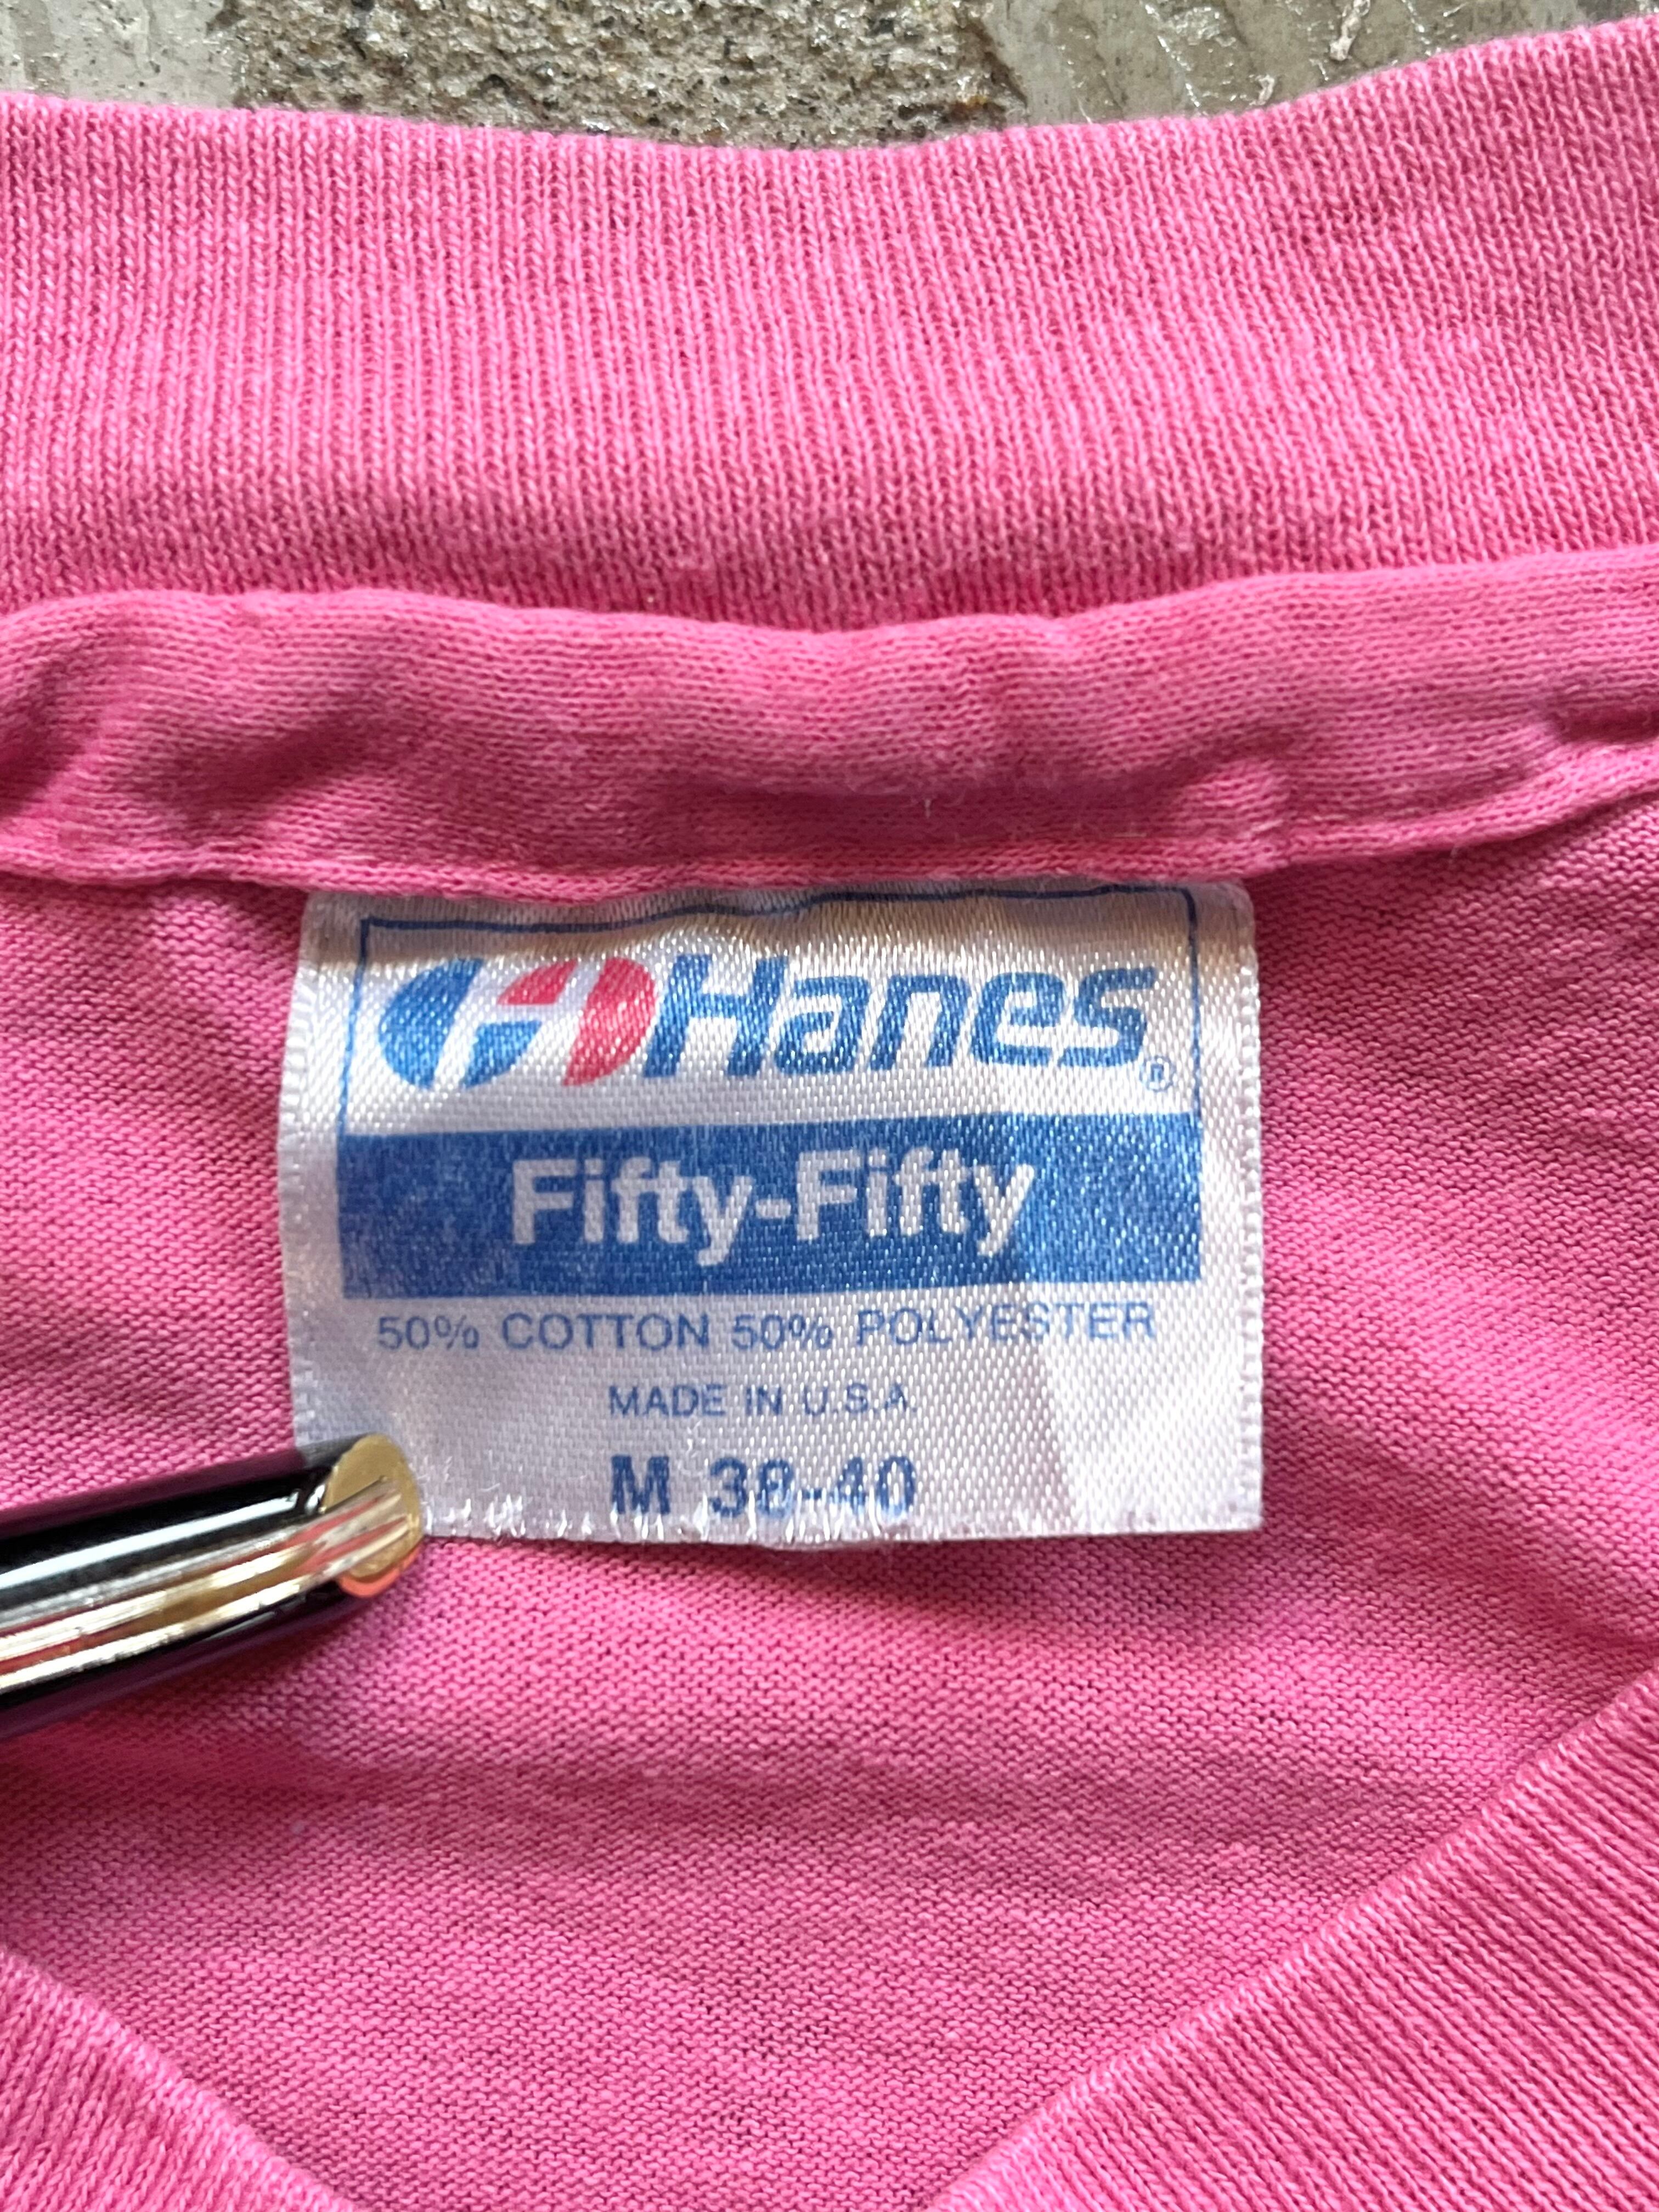 Hanes®
Fifty-Fifty
50% COTTON 50% POLYESTER
MADE IN U.S.A.
M 38-40